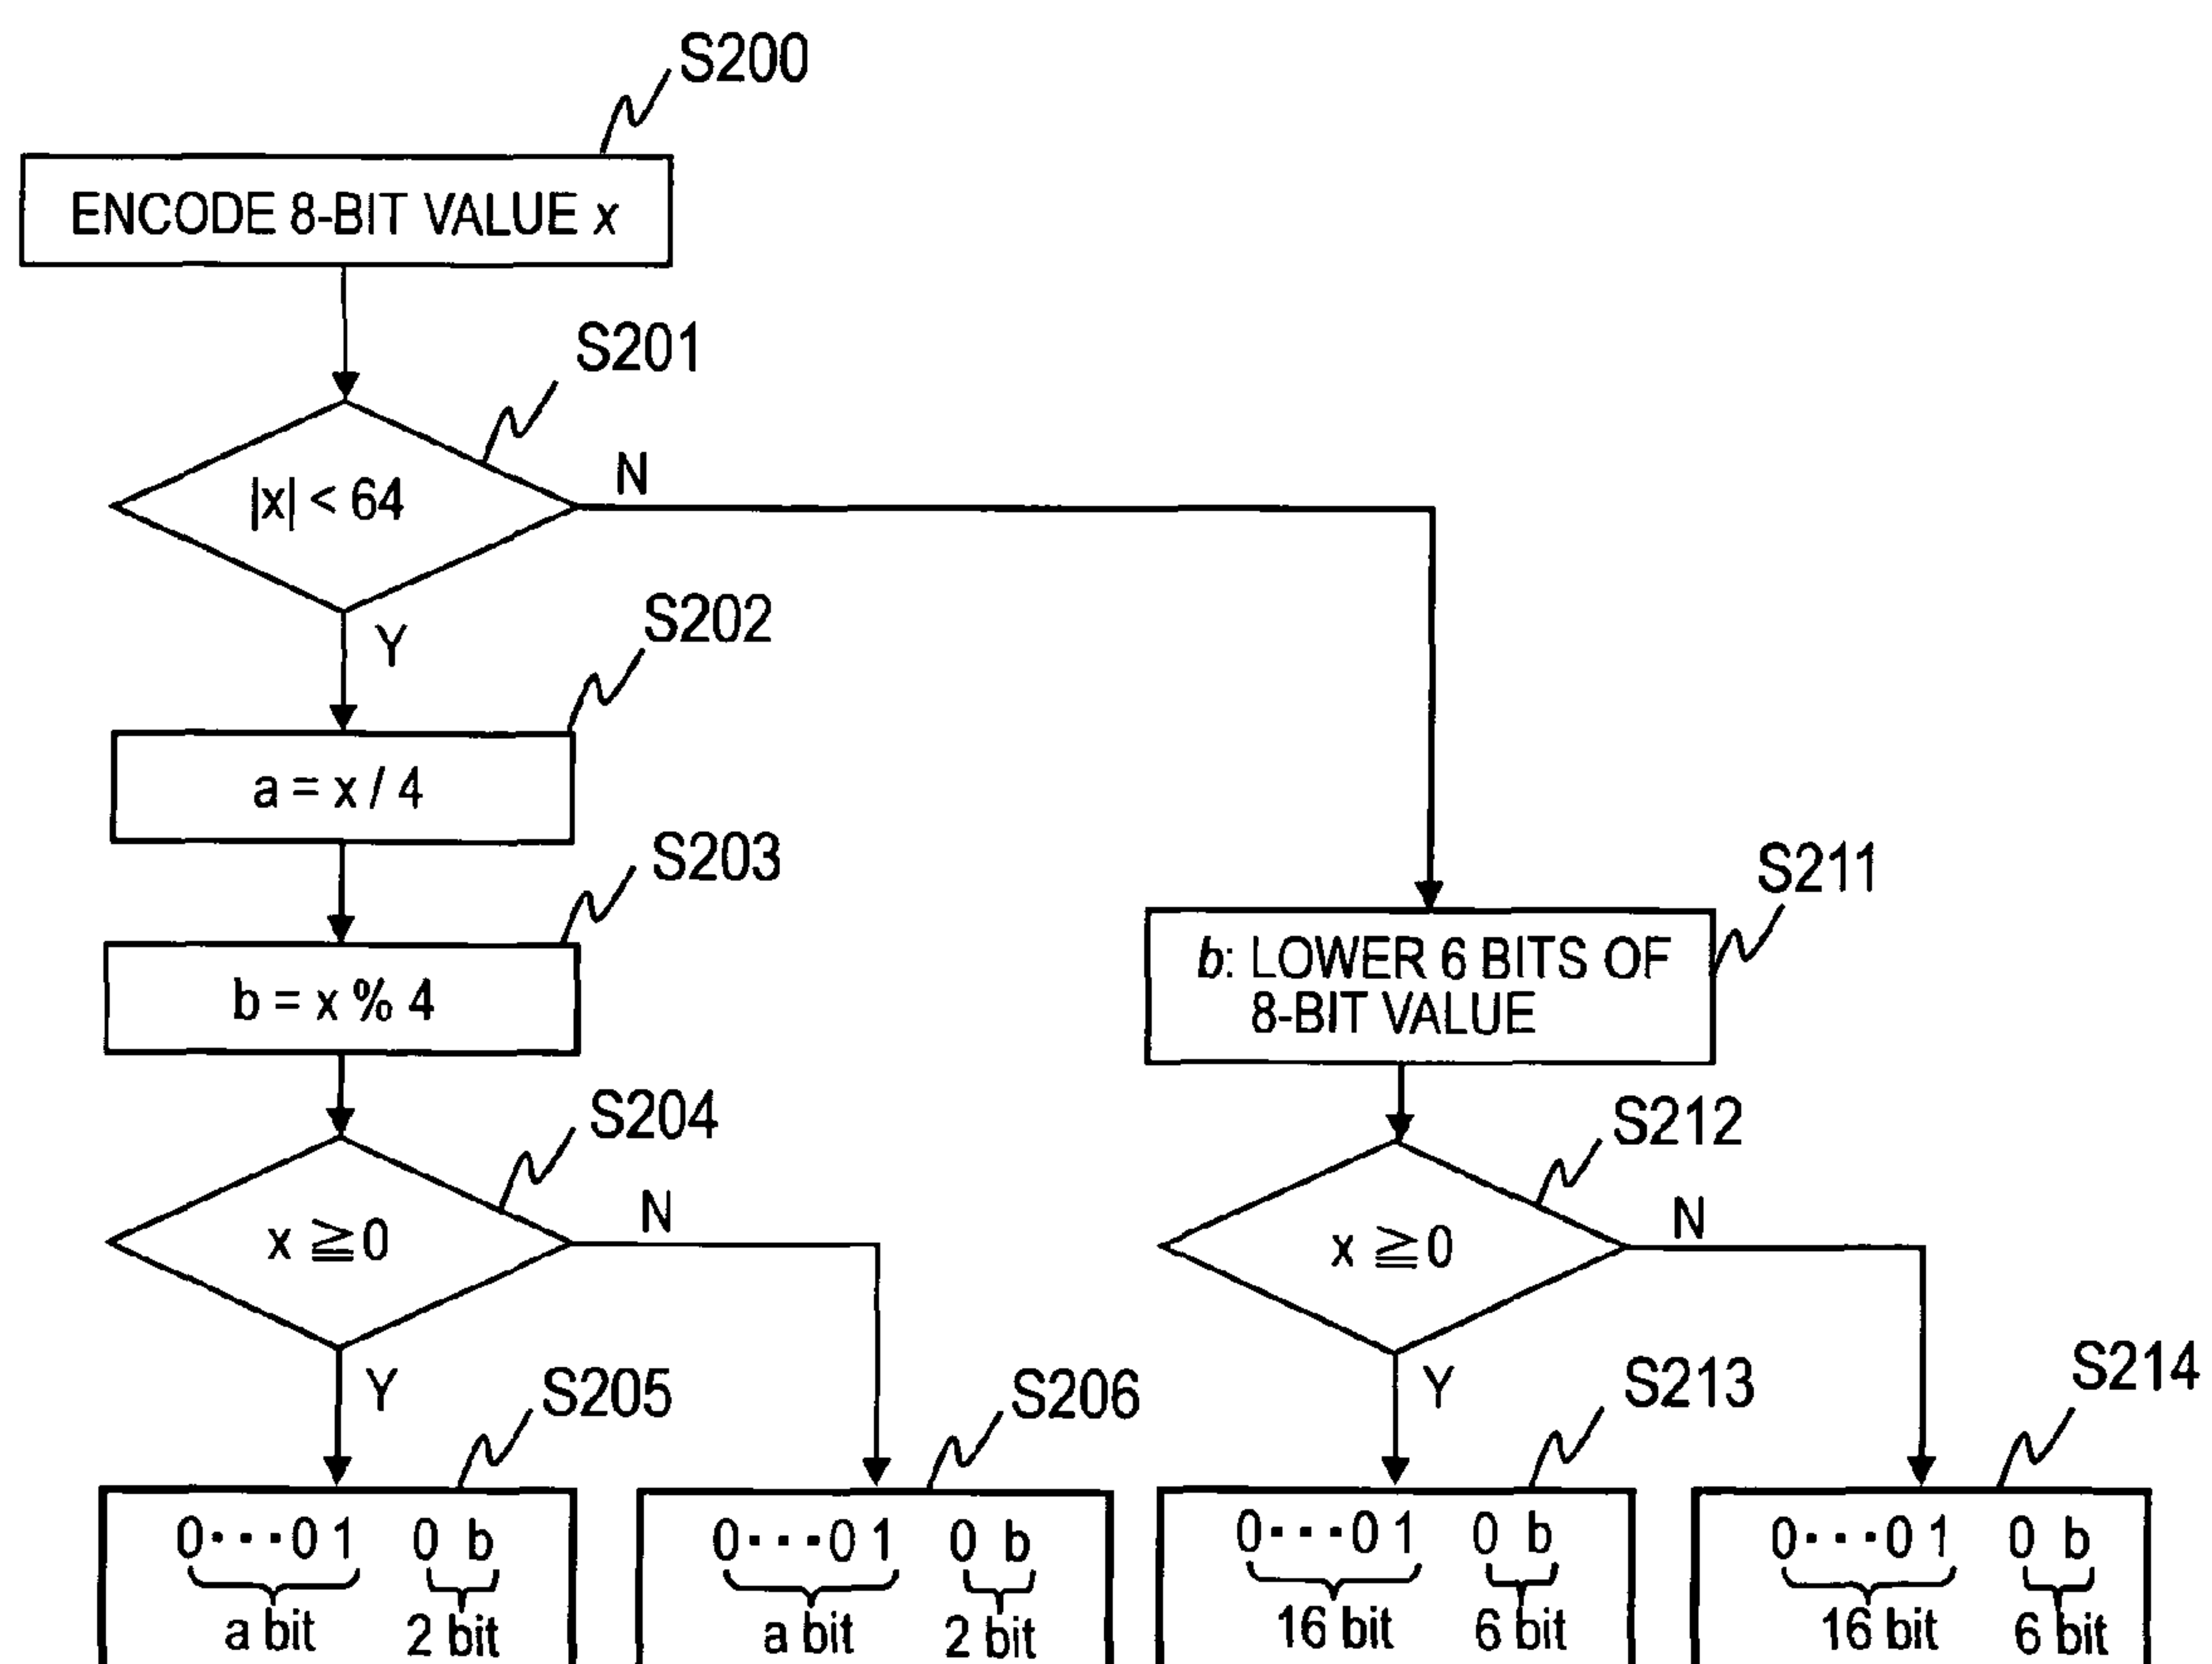 S200
ENCODE 8-BIT VALUE x
S201
|x| < 64
N
Y
S202
a = x / 4
S203
b = x % 4
S211
b: LOWER 6 BITS OF
8-BIT VALUE
S204
x ≧ 0
N
Y
S212
x ≧ 0
N
Y
S205
0···0 1 0 b
a bit 2 bit
S206
0···0 1 0 b
a bit 2 bit
S213
0···0 1 0 b
16 bit 6 bit
S214
0···0 1 0 b
16 bit 6 bit